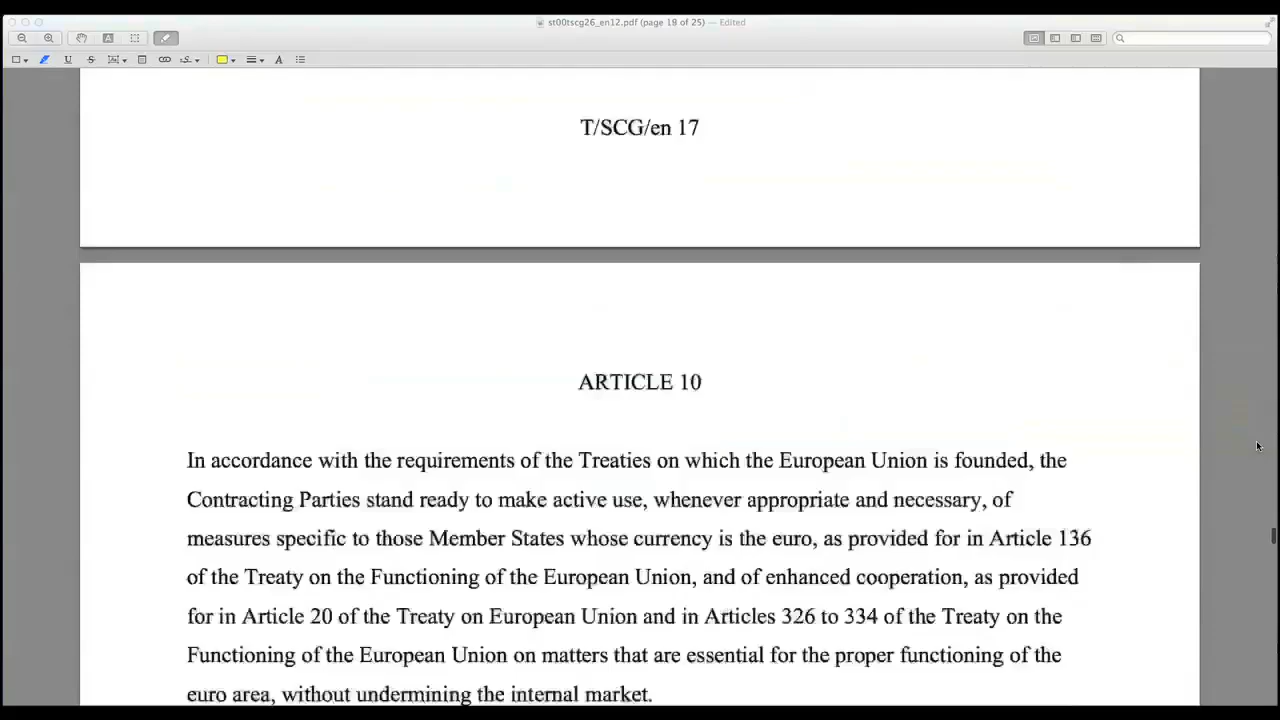 st00tscg26_en12.pdf (page 19 of 25) — Edited
T/SCG/en 17
ARTICLE 10
In accordance with the requirements of the Treaties on which the European Union is founded, the
Contracting Parties stand ready to make active use, whenever appropriate and necessary, of
measures specific to those Member States whose currency is the euro, as provided for in Article 136
of the Treaty on the Functioning of the European Union, and of enhanced cooperation, as provided
for in Article 20 of the Treaty on European Union and in Articles 326 to 334 of the Treaty on the
Functioning of the European Union on matters that are essential for the proper functioning of the
euro area, without undermining the internal market.